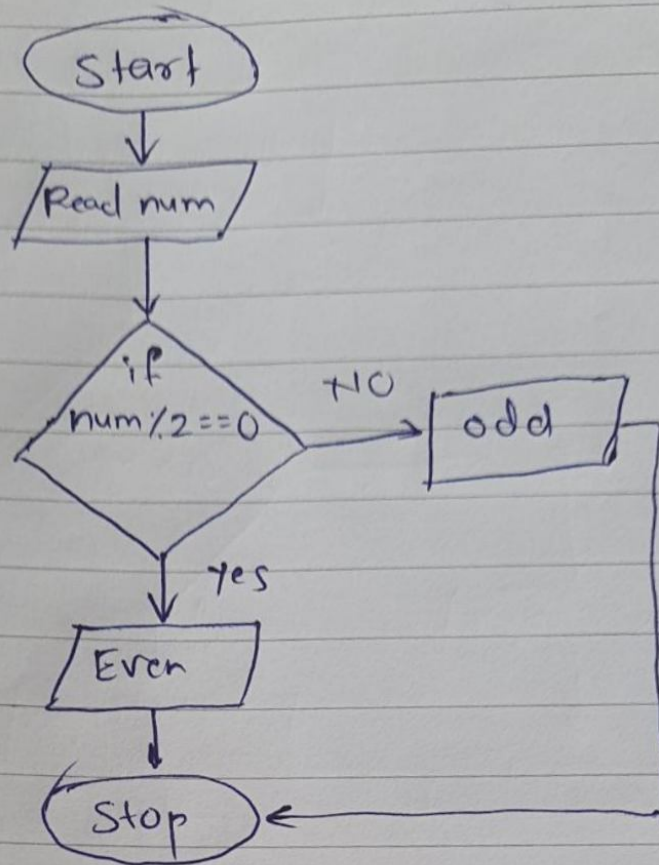 Start
Read num
if
num%2==0
NO
odd
yes
Even
Stop